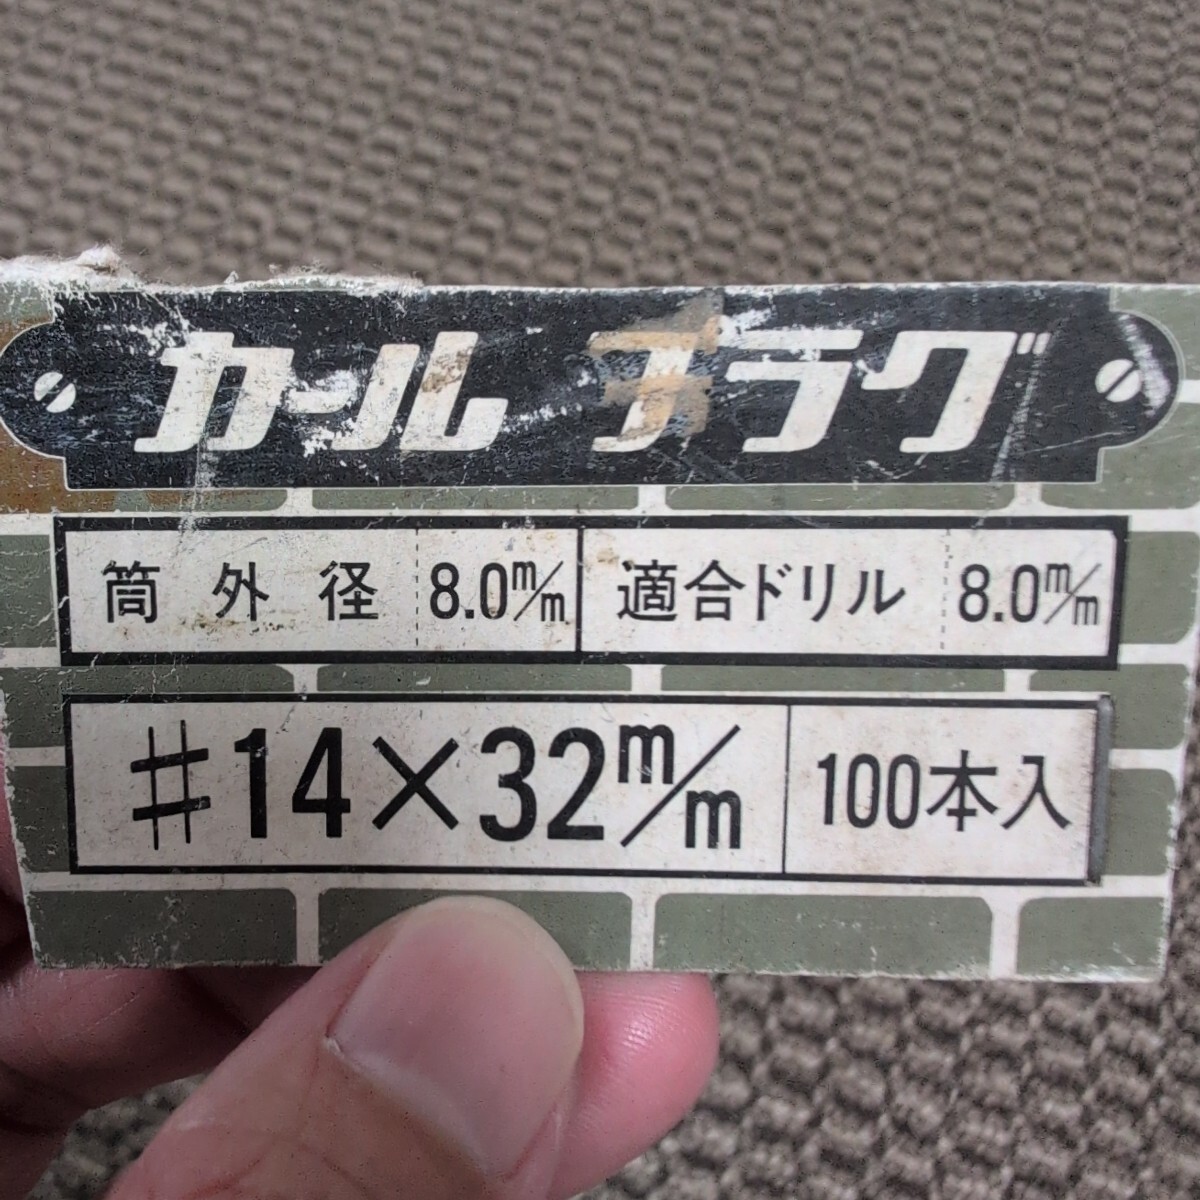 カール プラグ
筒外径 8.0m/m 適合ドリル 8.0m/m
#14×32m/m 100本入